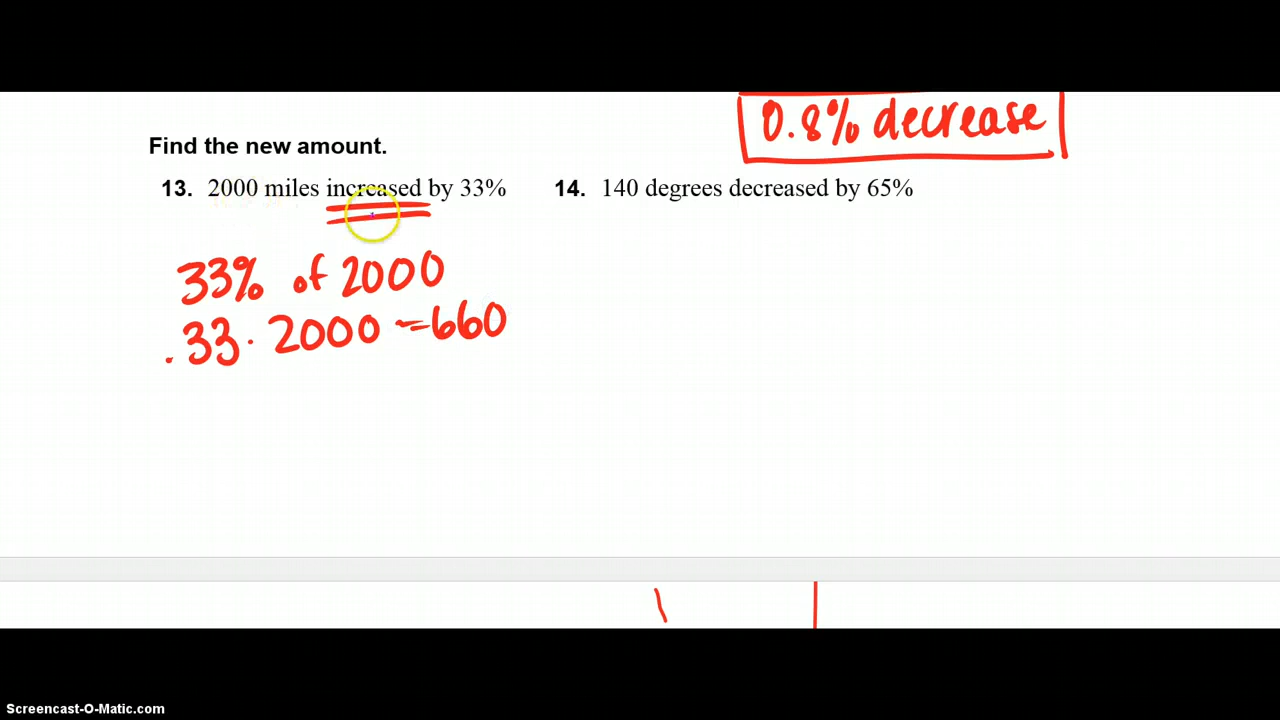 0.8% decrease
Find the new amount.
13. 2000 miles increased by 33%
14. 140 degrees decreased by 65%
33% of 2000
.33 · 2000 = 660
Screencast-O-Matic.com